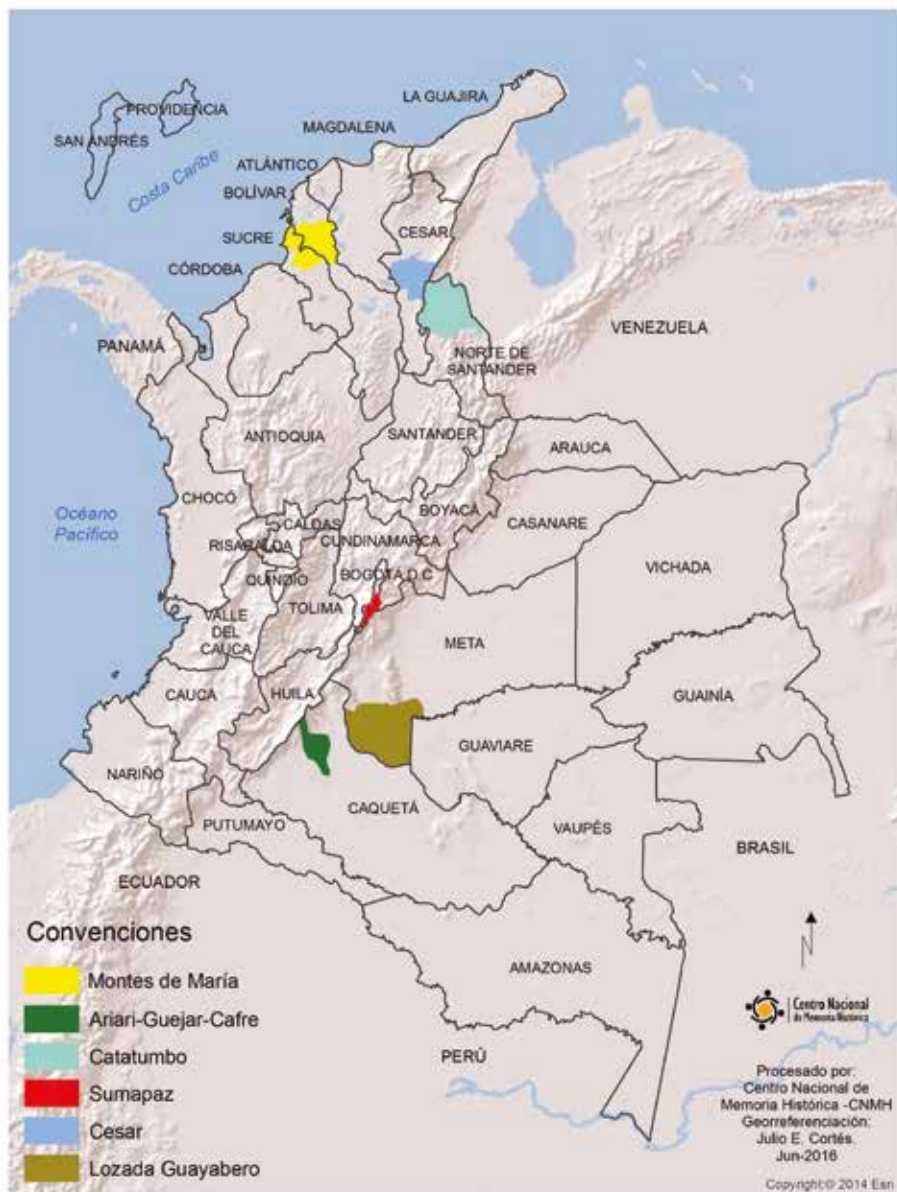 LA GUAJIRA
PROVIDENCIA
SAN ANDRÉS
MAGDALENA
Costa Caribe
ATLÁNTICO
BOLÍVAR
SUCRE
CESAR
CÓRDOBA
VENEZUELA
PANAMÁ
NORTE DE
SANTANDER
ANTIOQUIA
SANTANDER
ARAUCA
CHOCÓ
BOYACÁ
CASANARE
Océano
Pacífico
CALDAS
CUNDINAMARCA
RISARALDA
BOGOTÁ D.C
VICHADA
QUINDIO
TOLIMA
VALLE
DEL
CAUCA
META
CAUCA
HUILA
GUAINÍA
GUAVIARE
NARIÑO
CAQUETÁ
PUTUMAYO
VAUPÉS
BRASIL
ECUADOR
N
AMAZONAS
PERÚ
Convenciones
Montes de María
Ariari-Guejar-Cafre
Catatumbo
Sumapaz
Cesar
Lozada Guayabero
Centro Nacional
de Memoria Histórica
Procesado por:
Centro Nacional de
Memoria Histórica -CNMH
Georreferenciación:
Julio E. Cortés.
Jun-2016
Copyright:© 2014 Esri